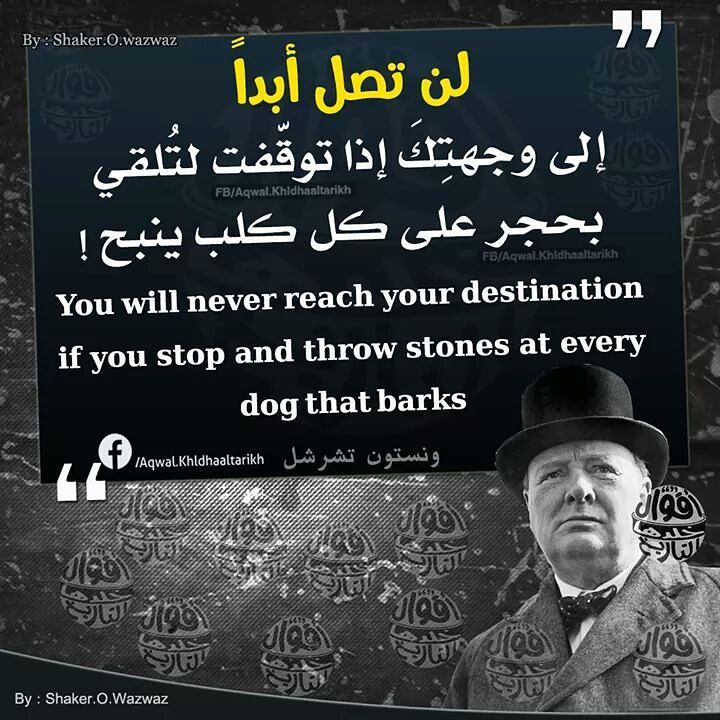 By : Shaker.O.wazwaz
لن تصل أبداً
إلى وجهتِكَ إذا توقّفت لتُلقي
FB/Aqwal.Khldhaaltarikh
بحجر على كل كلب ينبح !
FB/Aqwal.Khldhaaltarikh
You will never reach your destination
if you stop and throw stones at every
dog that barks
f /Aqwal.Khldhaaltarikh
ونستون تشرشل
By : Shaker.O.Wazwaz